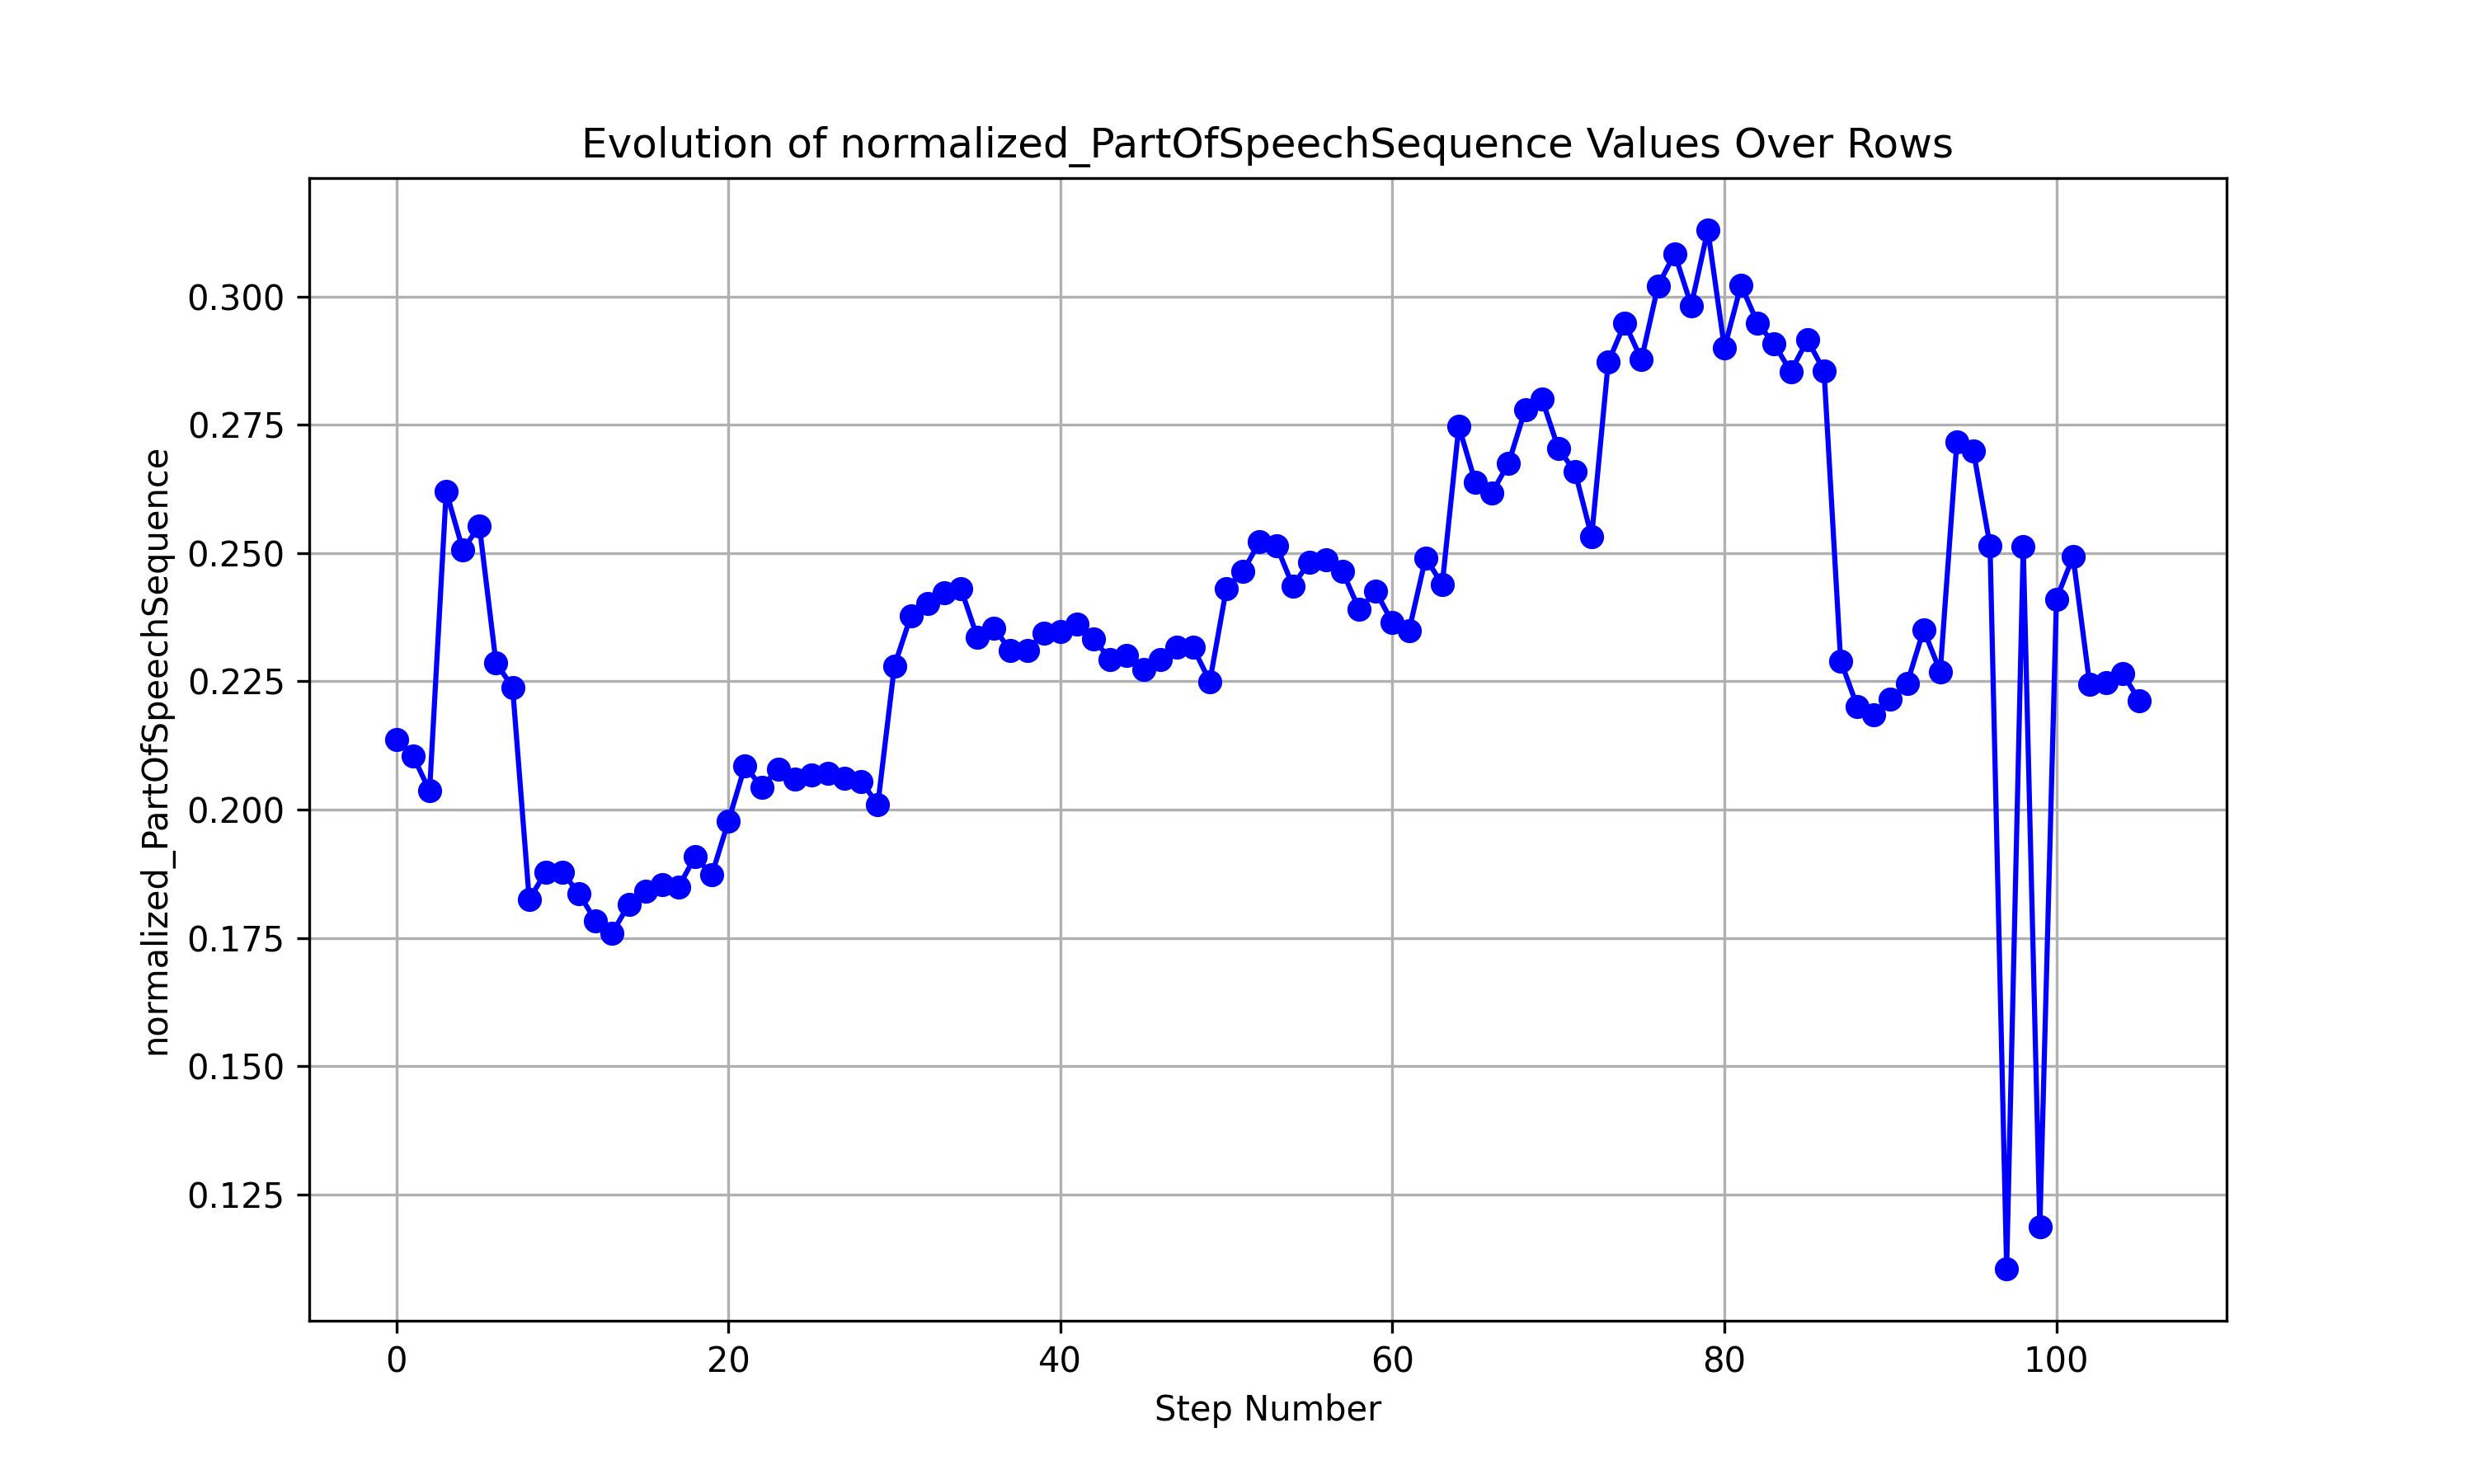 Evolution of normalized_PartOfSpeechSequence Values Over Rows
normalized_PartOfSpeechSequence
0.300
0.275
0.250
0.225
0.200
0.175
0.150
0.125
0 20 40 60 80 100
Step Number